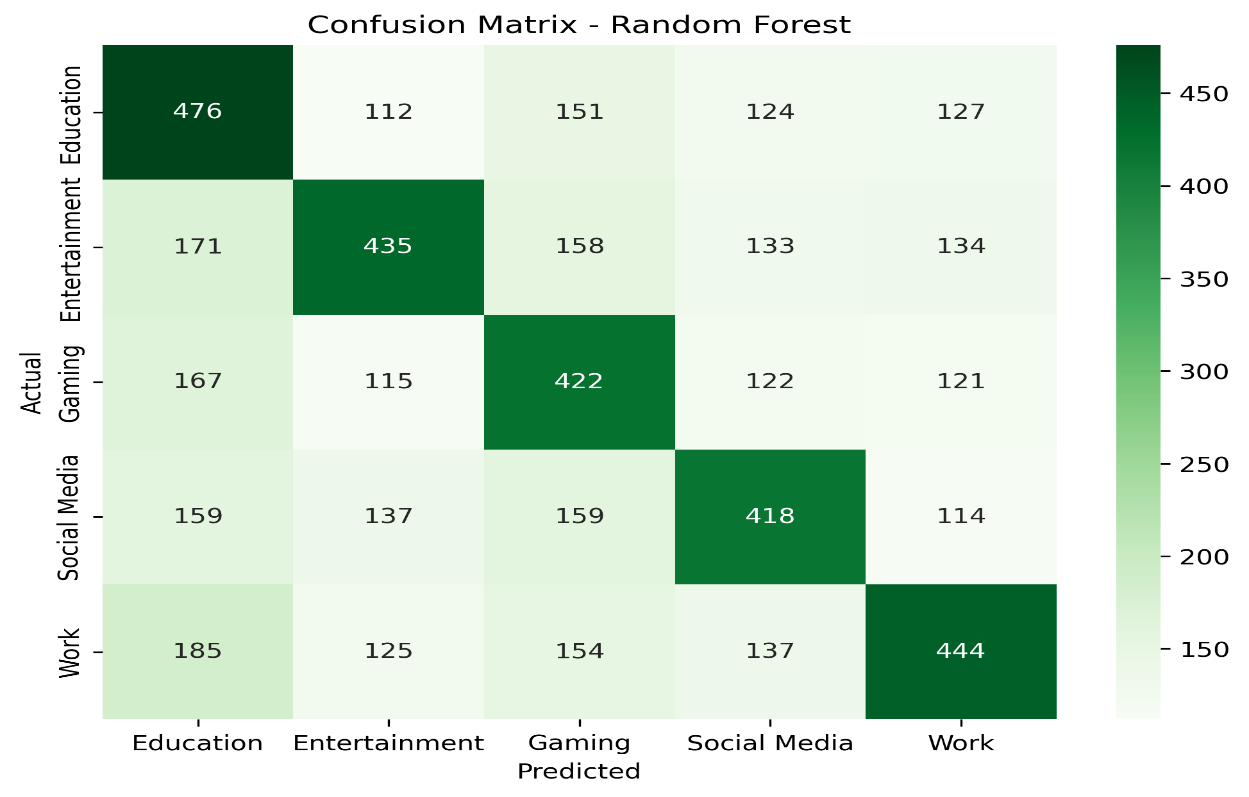 Confusion Matrix - Random Forest
Actual
Education 476 112 151 124 127
Entertainment 171 435 158 133 134
Gaming 167 115 422 122 121
Social Media 159 137 159 418 114
Work 185 125 154 137 444
Education Entertainment Gaming Social Media Work
Predicted
450
400
350
300
250
200
150